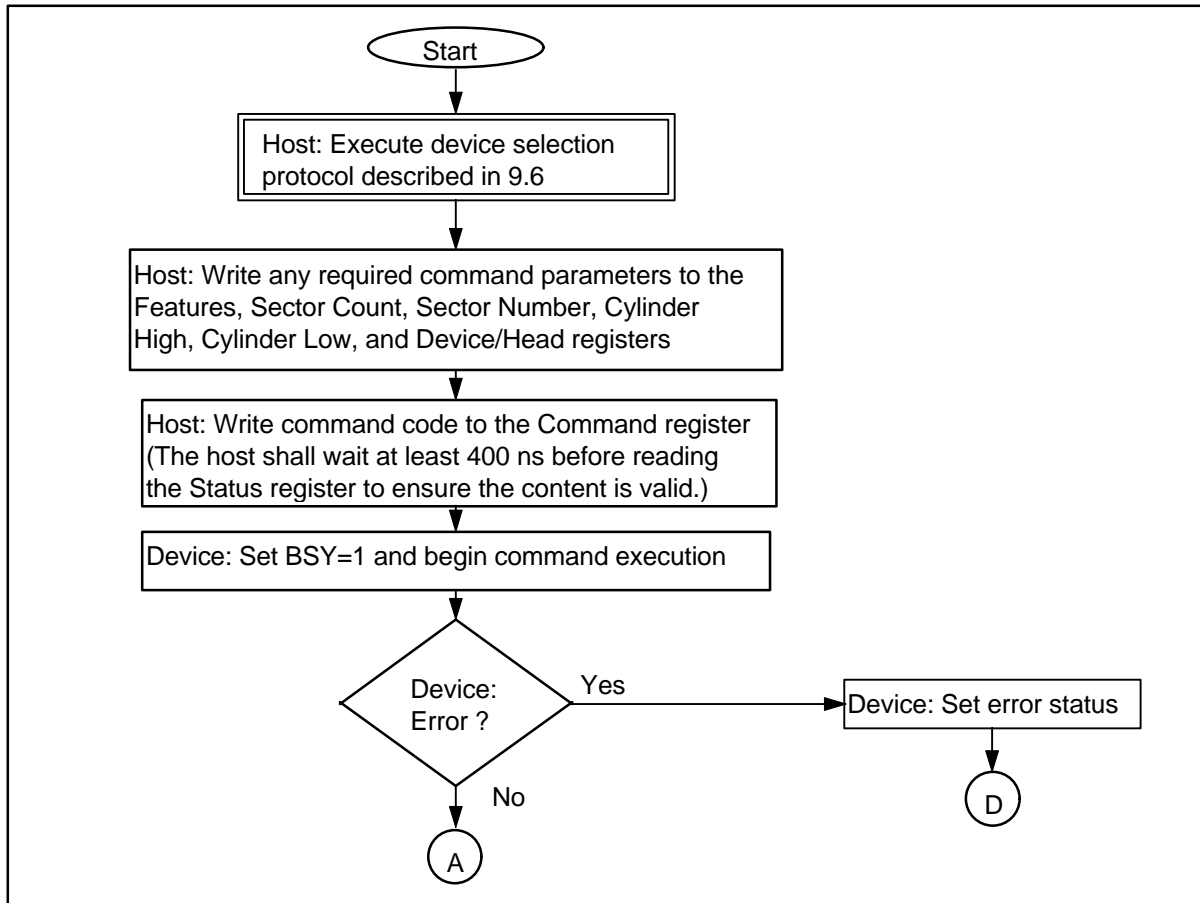 Start
Host: Execute device selection
protocol described in 9.6
Host: Write any required command parameters to the
Features, Sector Count, Sector Number, Cylinder
High, Cylinder Low, and Device/Head registers
Host: Write command code to the Command register
(The host shall wait at least 400 ns before reading
the Status register to ensure the content is valid.)
Device: Set BSY=1 and begin command execution
Device:
Error ?
Yes
Device: Set error status
No
D
A